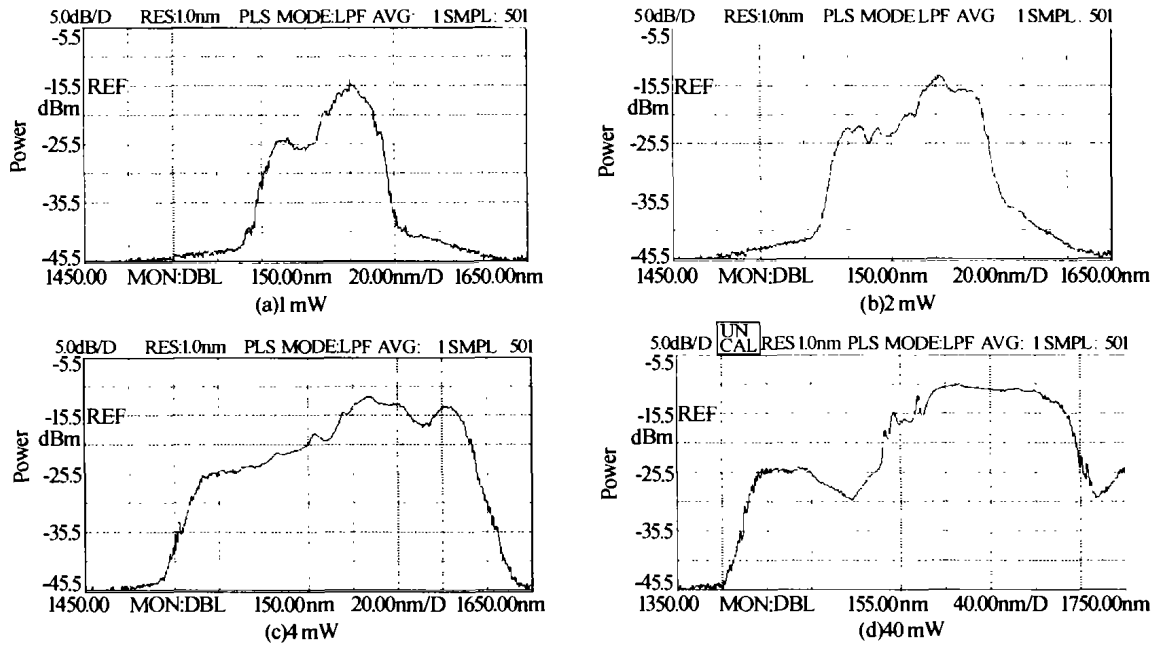 5.0dB/D RES:1.0nm PLS MODE:LPF AVG: 1 SMPL: 501
-5.5
-15.5 REF
dBm
-25.5
-35.5
-45.5
Power
1450.00 MON:DBL 150.00nm 20.00nm/D 1650.00nm
(a)1 mW
5.0dB/D RES:1.0nm PLS MODE LPF AVG 1 SMPL: 501
-5.5
-15.5 REF
dBm
-25.5
-35.5
-45.5
Power
1450.00 MON:DBL 150.00nm 20.00nm/D 1650.00nm
(b)2 mW
5.0dB/D RES:1.0nm PLS MODE:LPF AVG: 1 SMPL 501
-5.5
-15.5 REF
dBm
-25.5
-35.5
-45.5
Power
1450.00 MON:DBL 150.00nm 20.00nm/D 1650.00nm
(c)4 mW
5.0dB/D UN CAL RES 1.0nm PLS MODE:LPF AVG: 1 SMPL: 501
-5.5
-15.5 REF
dBm
-25.5
-35.5
-45.5
Power
1350.00 MON:DBL 155.00nm 40.00nm/D 1750.00nm
(d)40 mW